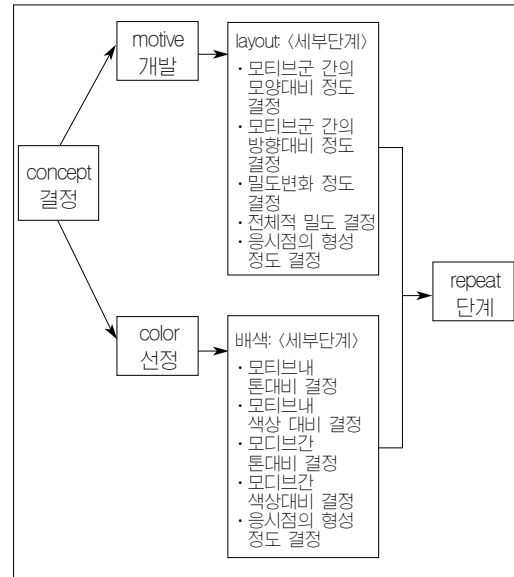 concept
결정
motive
개발
layout: 〈세부단계〉
· 모티브군 간의
모양대비 정도
결정
· 모티브군 간의
방향대비 정도
결정
· 밀도변화 정도
결정
· 전체적 밀도 결정
· 응시점의 형성
정도 결정
color
선정
배색: 〈세부단계〉
· 모티브내
톤대비 결정
· 모티브내
색상 대비 결정
· 모디브간
톤대비 결정
· 모디브간
색상대비 결정
· 응시점의 형성
정도 결정
repeat
단계